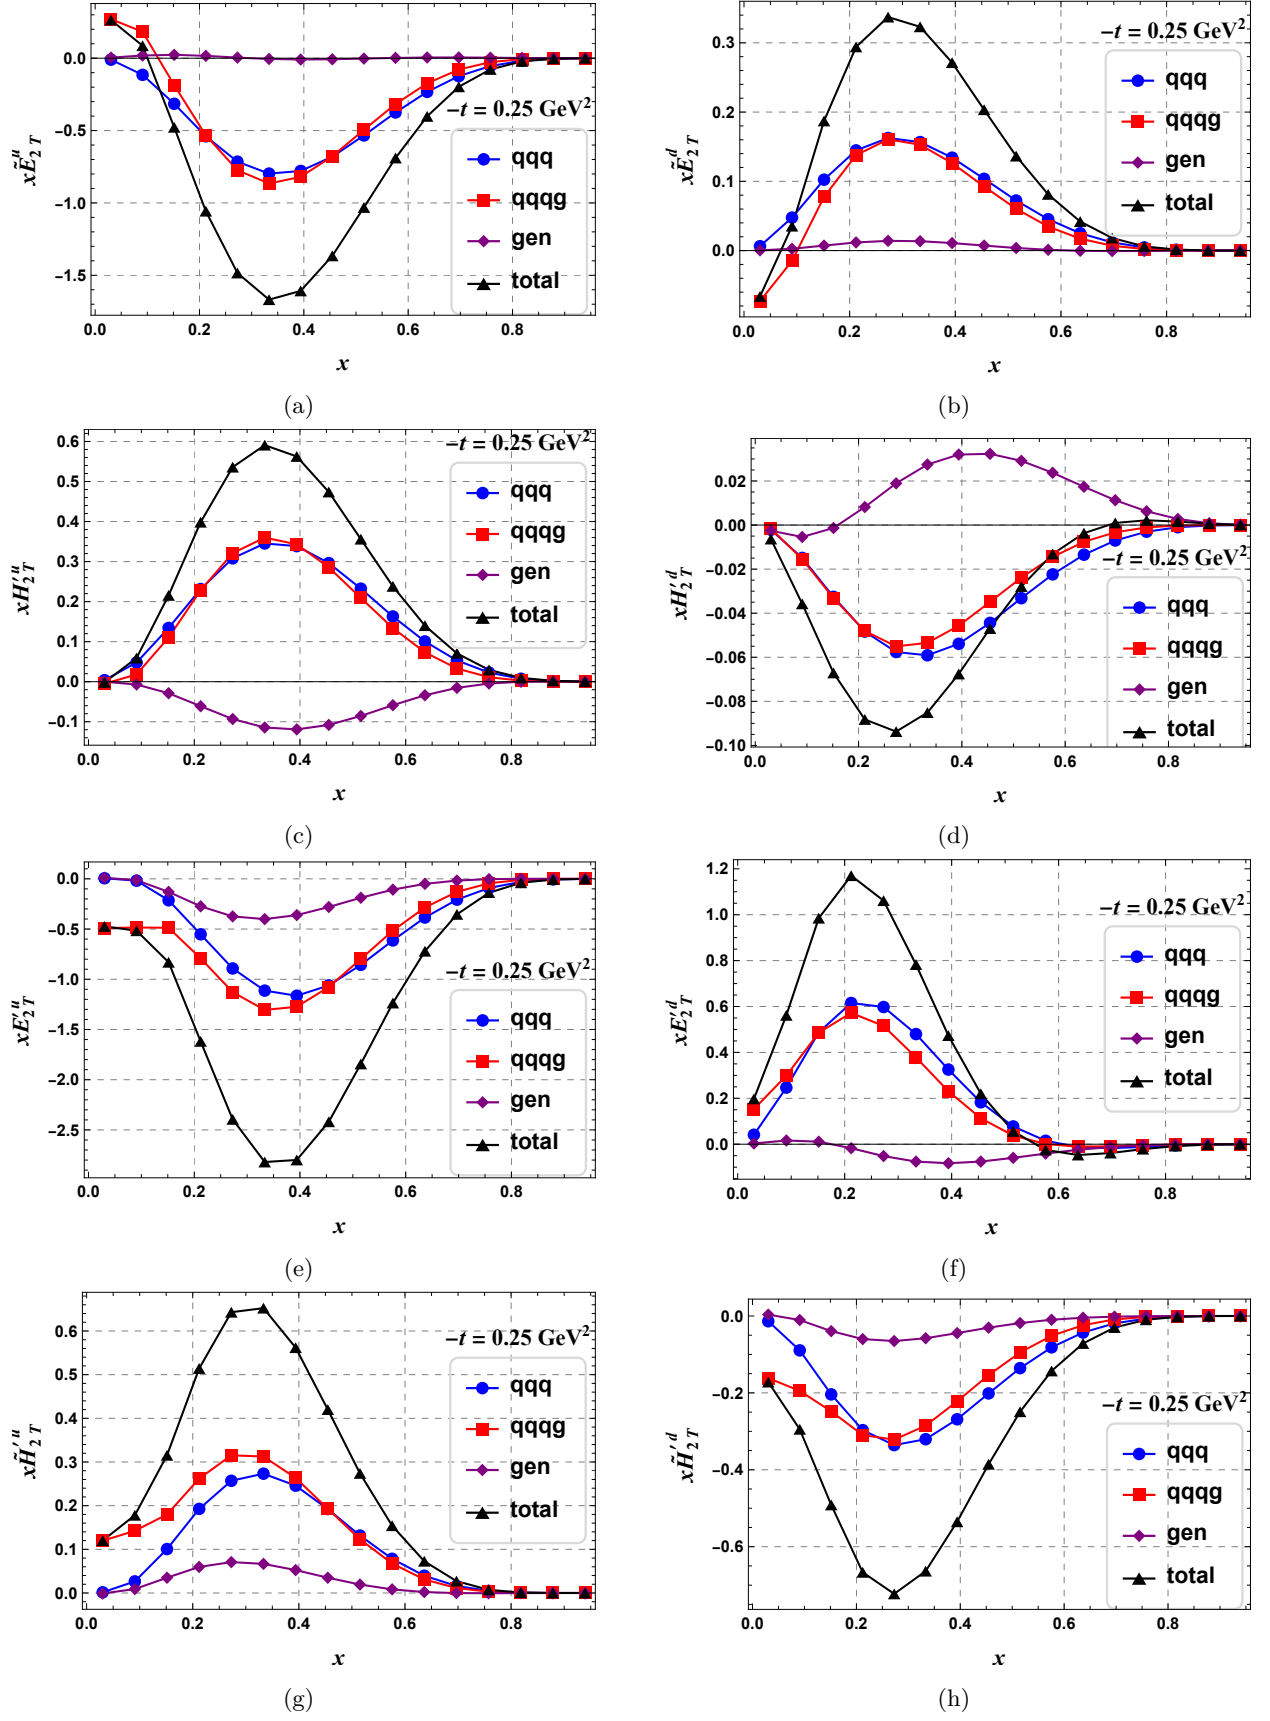 0.0
-0.5
-1.0
-1.5
0.0 0.2 0.4 0.6 0.8
xẼ₂ᵤT
-t = 0.25 GeV²
qqq
qqqg
gen
total
x
(a)
0.3
0.2
0.1
0.0
0.0 0.2 0.4 0.6 0.8
xẼ₂T^d
-t = 0.25 GeV²
qqq
qqqg
gen
total
x
(b)
0.6
0.5
0.4
0.3
0.2
0.1
0.0
-0.1
0.0 0.2 0.4 0.6 0.8
xH′₂T^u
-t = 0.25 GeV²
qqq
qqqg
gen
total
x
(c)
0.02
0.00
-0.02
-0.04
-0.06
-0.08
-0.10
0.0 0.2 0.4 0.6 0.8
xH′₂T^d
-t = 0.25 GeV²
qqq
qqqg
gen
total
x
(d)
0.0
-0.5
-1.0
-1.5
-2.0
-2.5
0.0 0.2 0.4 0.6 0.8
xE′₂T^u
-t = 0.25 GeV²
qqq
qqqg
gen
total
x
(e)
1.2
1.0
0.8
0.6
0.4
0.2
0.0
0.0 0.2 0.4 0.6 0.8
xE′₂T^d
-t = 0.25 GeV²
qqq
qqqg
gen
total
x
(f)
0.6
0.5
0.4
0.3
0.2
0.1
0.0
0.0 0.2 0.4 0.6 0.8
xH̃′₂T^u
-t = 0.25 GeV²
qqq
qqqg
gen
total
x
(g)
0.0
-0.2
-0.4
-0.6
0.0 0.2 0.4 0.6 0.8
xH̃′₂T^d
-t = 0.25 GeV²
qqq
qqqg
gen
total
x
(h)